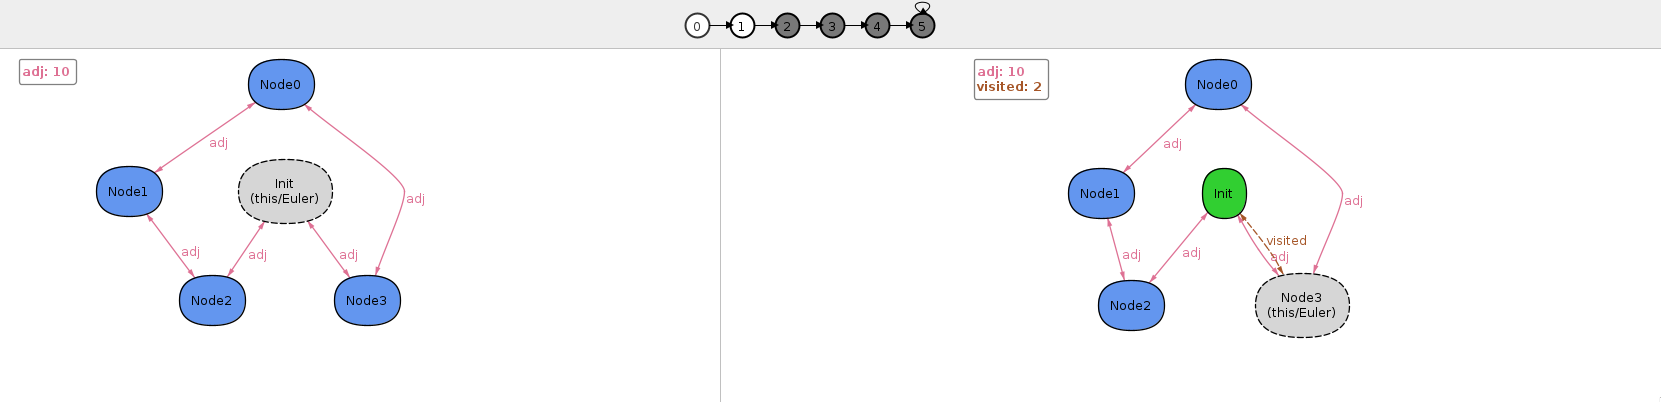 0 1 2 3 4 5
adj: 10
Node0
adj
Node1
Init
(this/Euler)
adj
adj
adj
adj
Node2
Node3
adj: 10
visited: 2
Node0
adj
Node1
Init
adj
visited
adj
adj
adj
Node2
Node3
(this/Euler)